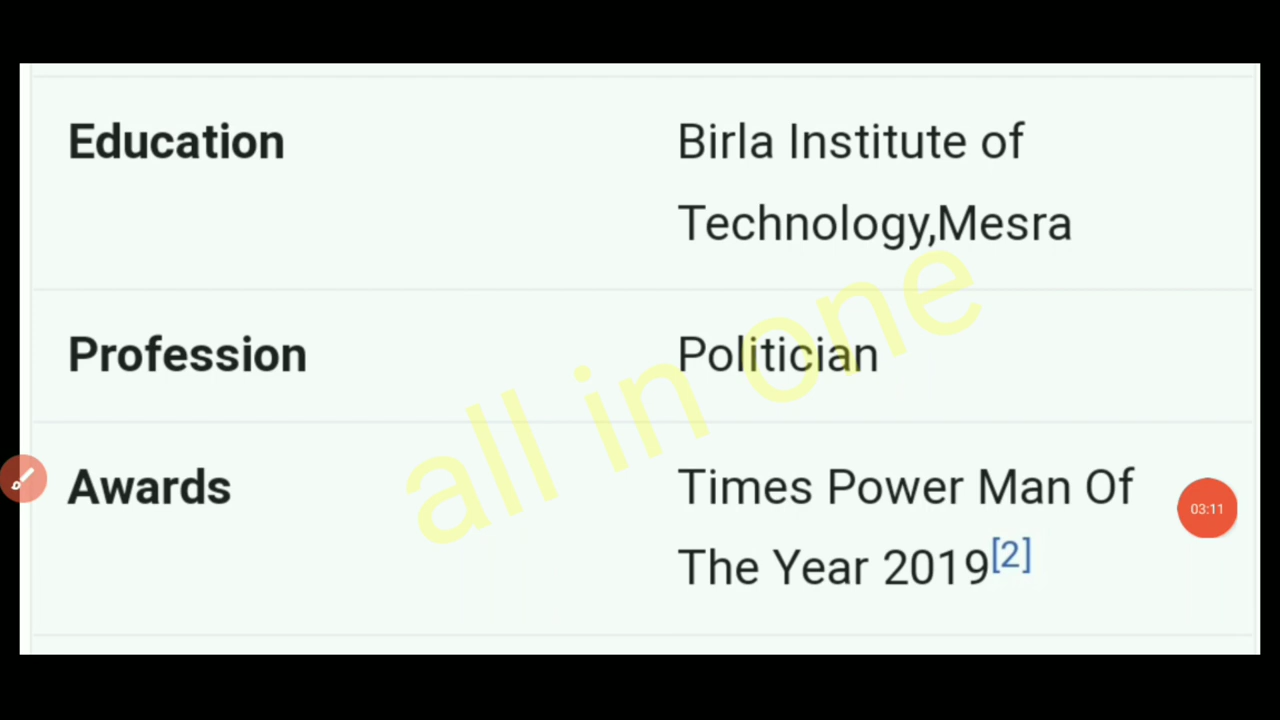 Education
Birla Institute of
Technology,Mesra
Profession
Politician
all in one
Awards
Times Power Man Of
The Year 2019[2]
03:11